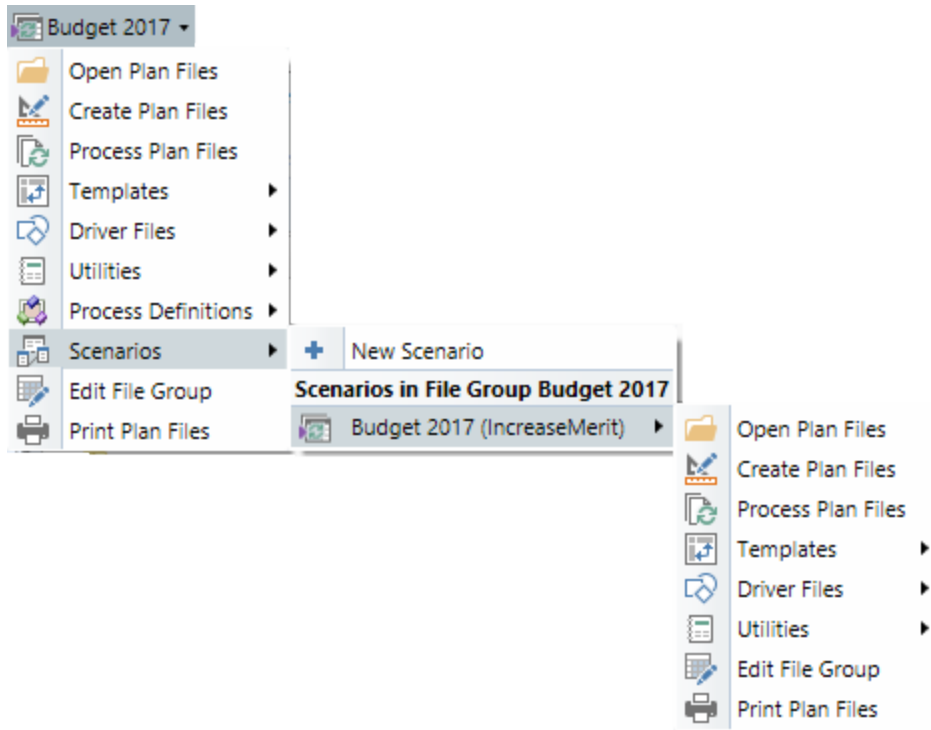 Budget 2017
Open Plan Files
Create Plan Files
Process Plan Files
Templates
Driver Files
Utilities
Process Definitions
Scenarios
Edit File Group
Print Plan Files
New Scenario
Scenarios in File Group Budget 2017
Budget 2017 (IncreaseMerit)
Open Plan Files
Create Plan Files
Process Plan Files
Templates
Driver Files
Utilities
Edit File Group
Print Plan Files